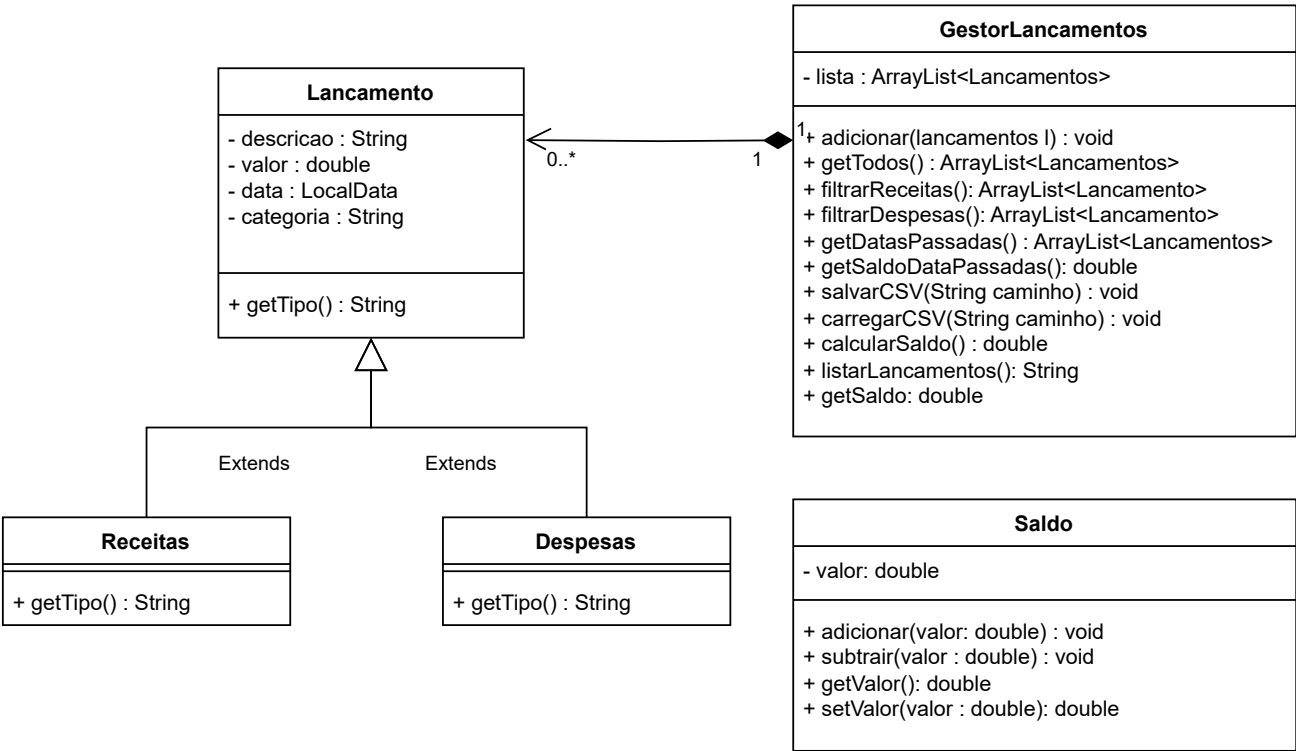 GestorLancamentos
- lista : ArrayList<Lancamentos>
1
+ adicionar(lancamentos l) : void
+ getTodos() : ArrayList<Lancamentos>
+ filtrarReceitas(): ArrayList<Lancamento>
+ filtrarDespesas(): ArrayList<Lancamento>
+ getDatasPassadas() : ArrayList<Lancamentos>
+ getSaldoDataPassadas(): double
+ salvarCSV(String caminho) : void
+ carregarCSV(String caminho) : void
+ calcularSaldo() : double
+ listarLancamentos(): String
+ getSaldo: double
Lancamento
- descricao : String
- valor : double
- data : LocalData
- categoria : String
+ getTipo() : String
0..*
1
Extends
Extends
Receitas
+ getTipo() : String
Despesas
+ getTipo() : String
Saldo
- valor: double
+ adicionar(valor: double) : void
+ subtrair(valor : double) : void
+ getValor(): double
+ setValor(valor : double): double